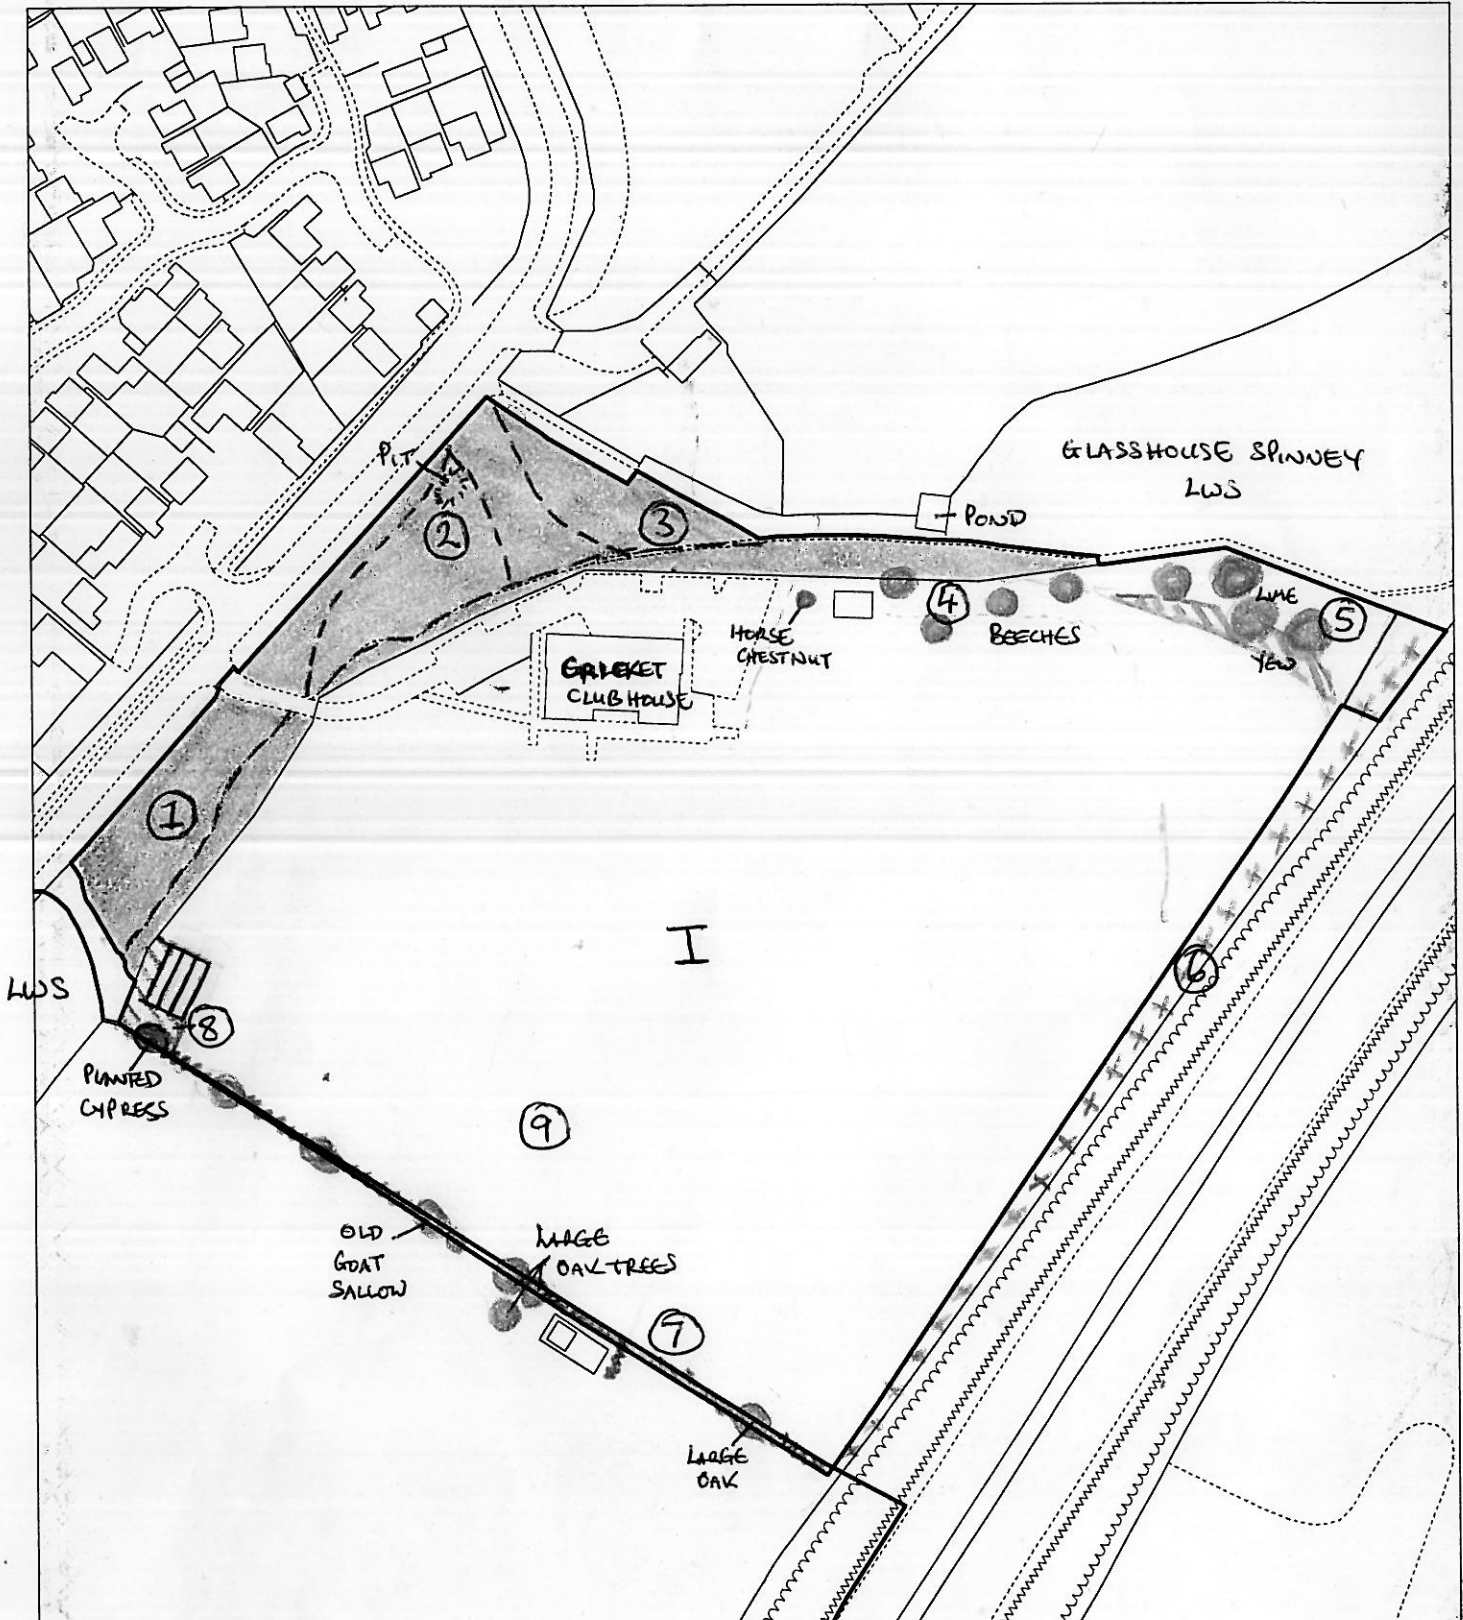 PIT
②
③
GLASSHOUSE SPINNEY
LWS
POND
④
LIME
⑤
HORSE
CHESTNUT
BEECHES
YEW
CLUBHOUSE
①
I
LWS
⑥
⑧
PLANTED
CYPRESS
⑨
OLD
GOAT
SALLOW
LARGE
OAK TREES
⑦
LARGE
OAK